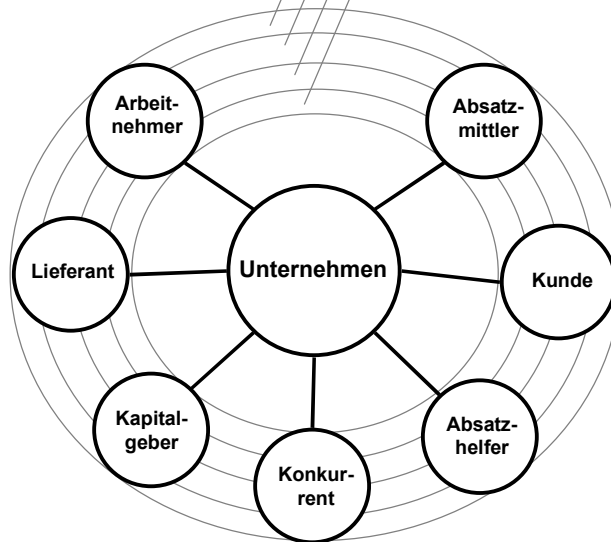 Arbeit-
nehmer
Absatz-
mittler
Lieferant
Unternehmen
Kunde
Kapital-
geber
Absatz-
helfer
Konkur-
rent